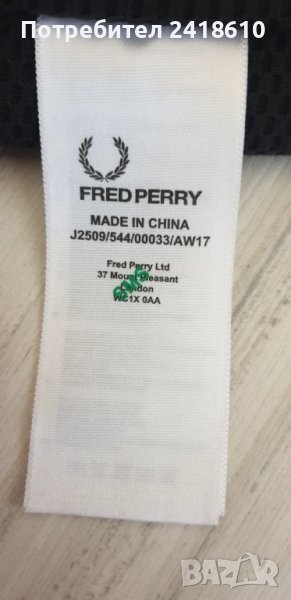 Потребител 2418610
FRED PERRY
MADE IN CHINA
J2509/544/00033/AW17
Fred Perry Ltd
37 Mount Pleasant
London
WC1X 0AA
BAZAR